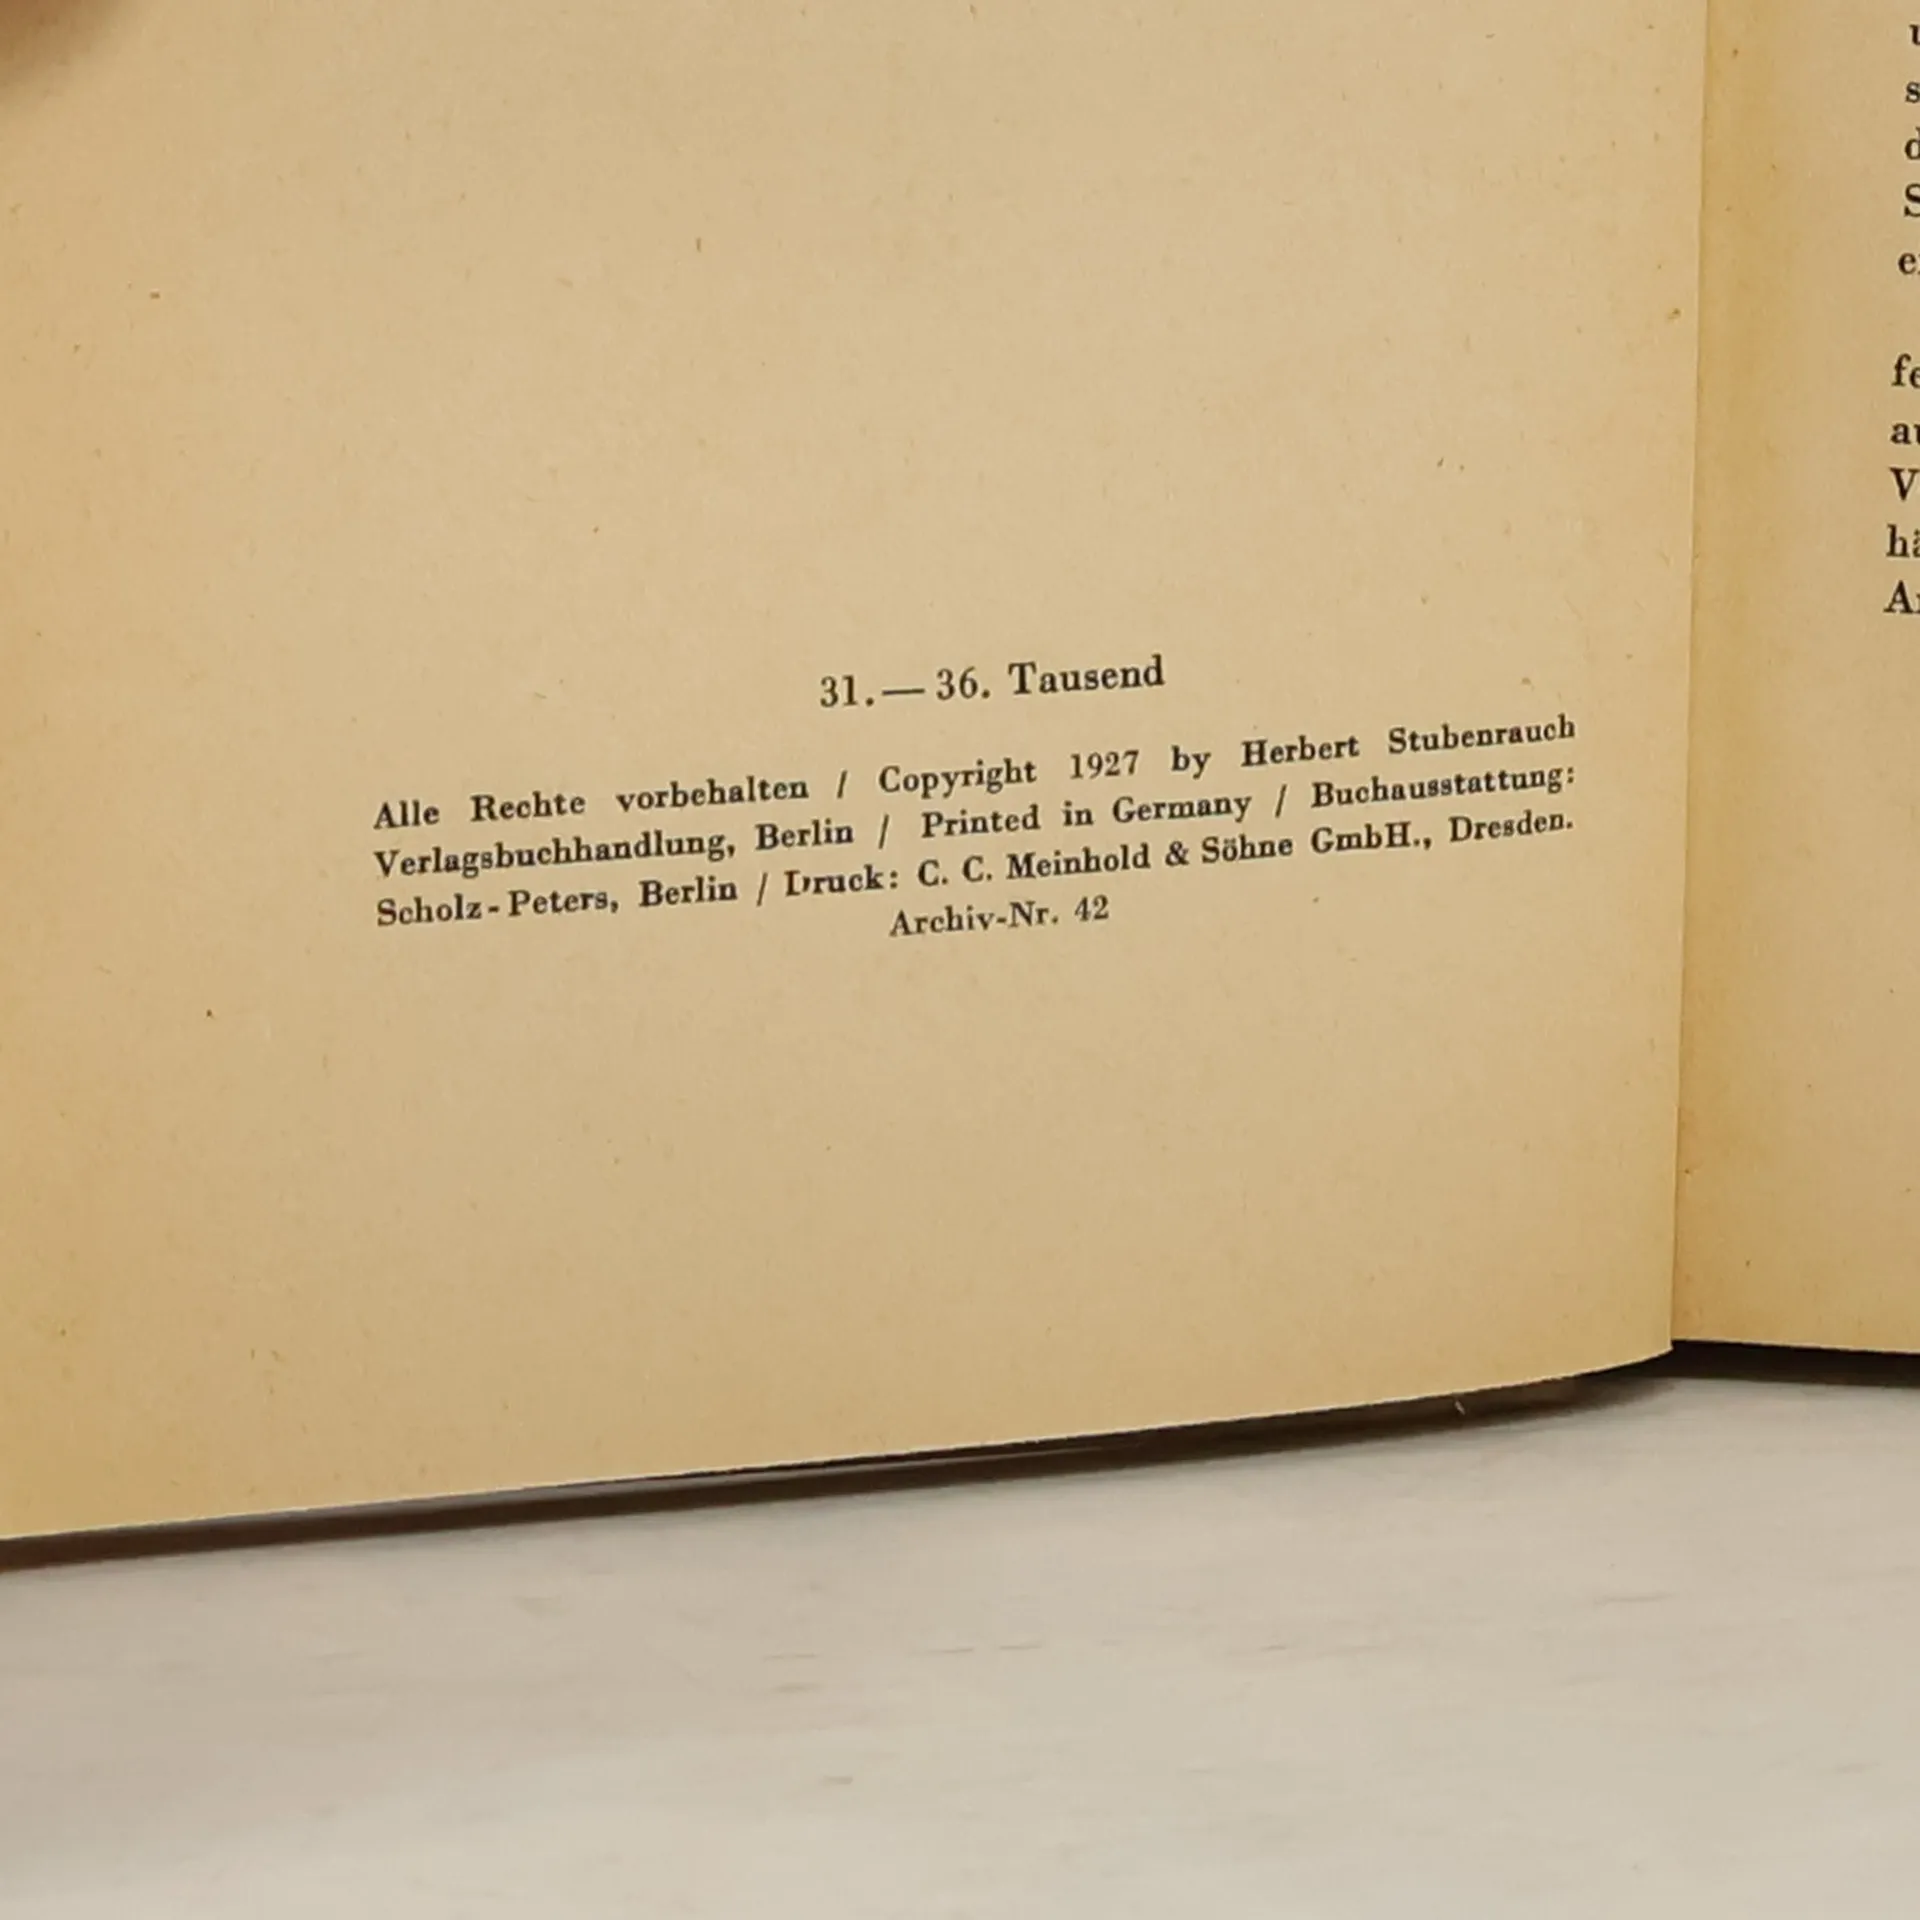 31.— 36. Tausend
Alle Rechte vorbehalten / Copyright 1927 by Herbert Stubenrauch
Verlagsbuchhandlung, Berlin / Printed in Germany / Buchausstattung:
Scholz-Peters, Berlin / Druck: C. C. Meinhold & Söhne GmbH., Dresden.
Archiv-Nr. 42